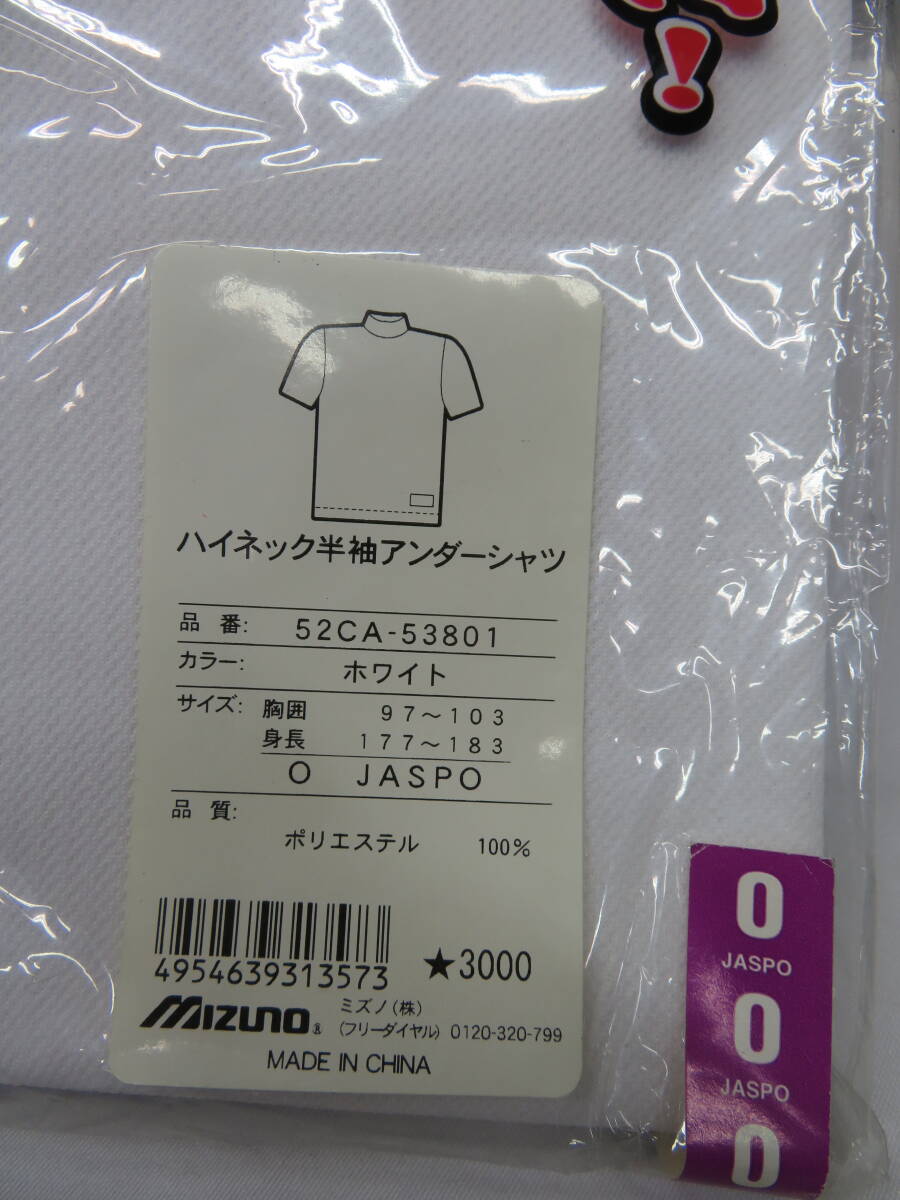 !
ハイネック半袖アンダーシャツ
品 番: 52CA-53801
カラー: ホワイト
サイズ: 胸囲 97〜103
身長 177〜183
O JASPO
品 質:
ポリエステル 100%
4954639313573 ★3000
MIZUNO® ミズノ(株)
(フリーダイヤル) 0120-320-799
MADE IN CHINA
O
JASPO
O
JASPO
O